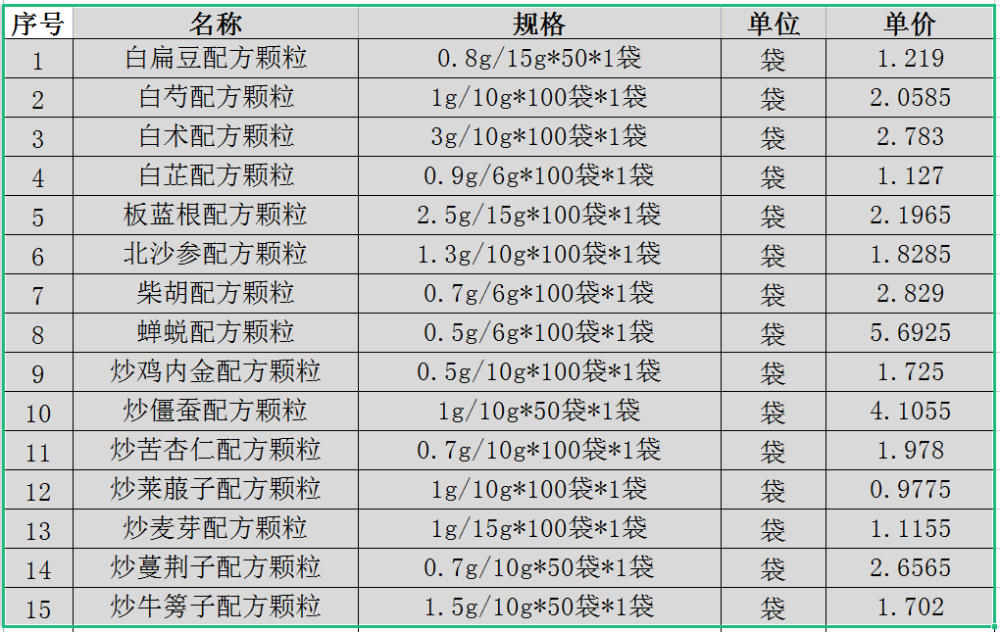 序号 名称 规格 单位 单价
1 白扁豆配方颗粒 0.8g/15g*50*1袋 袋 1.219
2 白芍配方颗粒 1g/10g*100袋*1袋 袋 2.0585
3 白术配方颗粒 3g/10g*100袋*1袋 袋 2.783
4 白芷配方颗粒 0.9g/6g*100袋*1袋 袋 1.127
5 板蓝根配方颗粒 2.5g/15g*100袋*1袋 袋 2.1965
6 北沙参配方颗粒 1.3g/10g*100袋*1袋 袋 1.8285
7 柴胡配方颗粒 0.7g/6g*100袋*1袋 袋 2.829
8 蝉蜕配方颗粒 0.5g/6g*100袋*1袋 袋 5.6925
9 炒鸡内金配方颗粒 0.5g/10g*100袋*1袋 袋 1.725
10 炒僵蚕配方颗粒 1g/10g*50袋*1袋 袋 4.1055
11 炒苦杏仁配方颗粒 0.7g/10g*100袋*1袋 袋 1.978
12 炒莱菔子配方颗粒 1g/10g*100袋*1袋 袋 0.9775
13 炒麦芽配方颗粒 1g/15g*100袋*1袋 袋 1.1155
14 炒蔓荆子配方颗粒 0.7g/10g*50袋*1袋 袋 2.6565
15 炒牛蒡子配方颗粒 1.5g/10g*50袋*1袋 袋 1.702